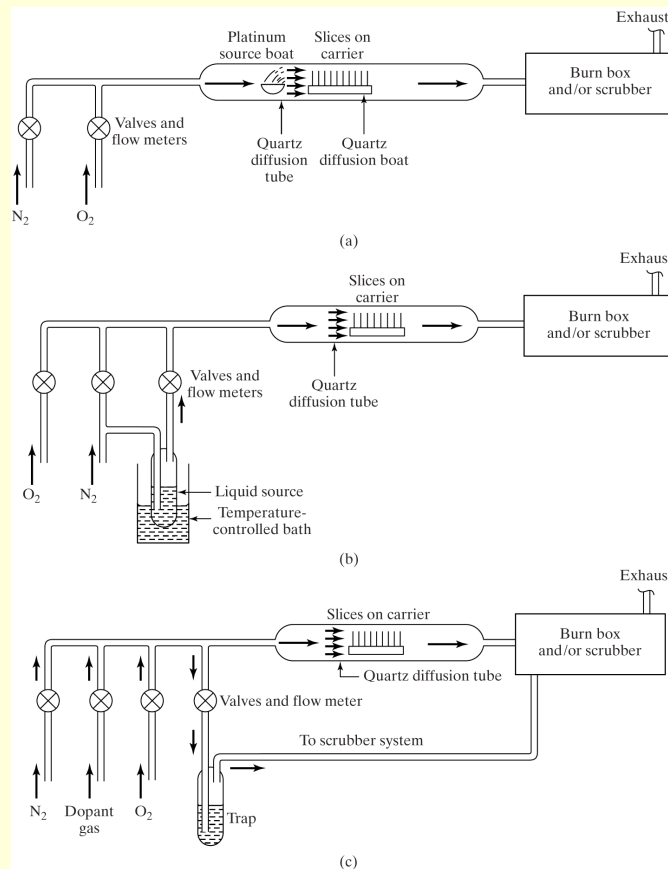 Exhaust
Platinum
source boat
Slices on
carrier
Burn box
and/or scrubber
Valves and
flow meters
Quartz
diffusion
tube
Quartz
diffusion boat
N2
O2
(a)
Exhaus
Slices on
carrier
Burn box
and/or scrubber
Valves and
flow meters
Quartz
diffusion tube
O2
N2
Liquid source
Temperature-
controlled bath
(b)
Exhaus
Slices on carrier
Burn box
and/or scrubber
Quartz diffusion tube
Valves and flow meter
To scrubber system
N2
Dopant
gas
O2
Trap
(c)